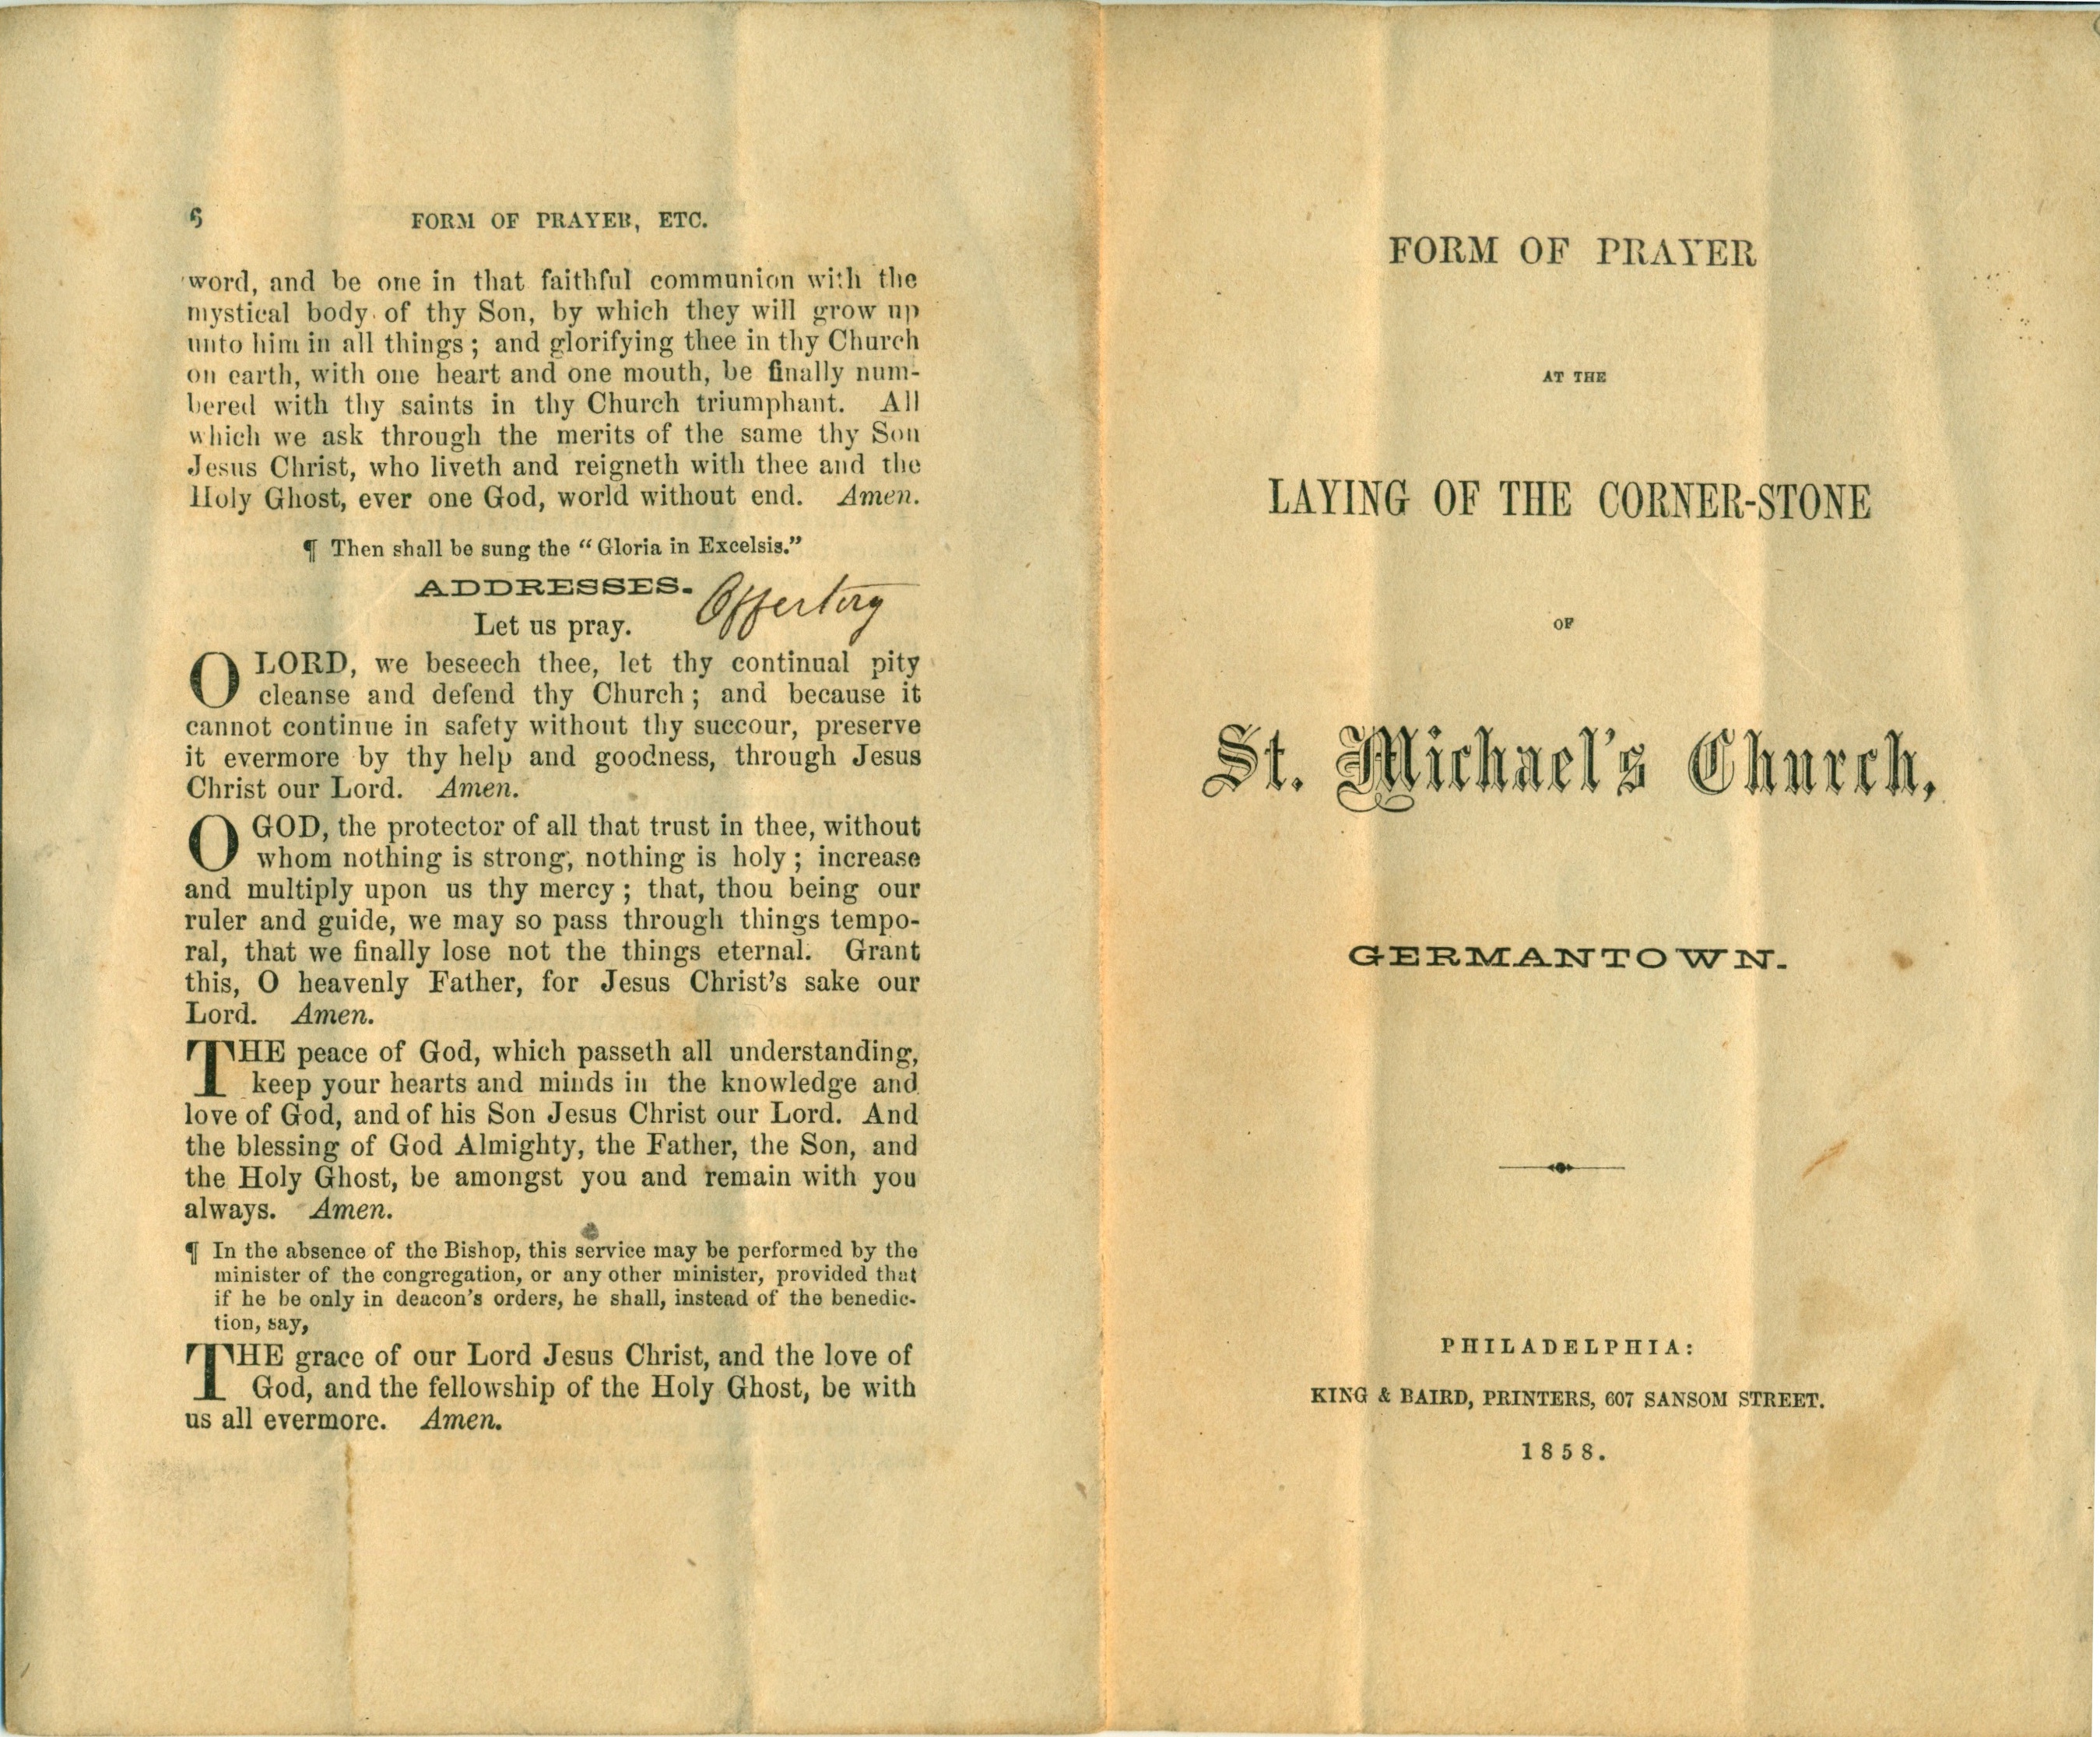 6 FORM OF PRAYER, ETC.
word, and be one in that faithful communion with the
mystical body of thy Son, by which they will grow up
unto him in all things; and glorifying thee in thy Church
on earth, with one heart and one mouth, be finally num-
bered with thy saints in thy Church triumphant. All
which we ask through the merits of the same thy Son
Jesus Christ, who liveth and reigneth with thee and the
Holy Ghost, ever one God, world without end. Amen.
¶ Then shall be sung the “Gloria in Excelsis.”
ADDRESSES. Offertory
Let us pray.
O LORD, we beseech thee, let thy continual pity
cleanse and defend thy Church; and because it
cannot continue in safety without thy succour, preserve
it evermore by thy help and goodness, through Jesus
Christ our Lord. Amen.
O GOD, the protector of all that trust in thee, without
whom nothing is strong, nothing is holy; increase
and multiply upon us thy mercy; that, thou being our
ruler and guide, we may so pass through things tempo-
ral, that we finally lose not the things eternal. Grant
this, O heavenly Father, for Jesus Christ’s sake our
Lord. Amen.
THE peace of God, which passeth all understanding,
keep your hearts and minds in the knowledge and
love of God, and of his Son Jesus Christ our Lord. And
the blessing of God Almighty, the Father, the Son, and
the Holy Ghost, be amongst you and remain with you
always. Amen.
¶ In the absence of the Bishop, this service may be performed by the
minister of the congregation, or any other minister, provided that
if he be only in deacon’s orders, he shall, instead of the benedic-
tion, say,
THE grace of our Lord Jesus Christ, and the love of
God, and the fellowship of the Holy Ghost, be with
us all evermore. Amen.
FORM OF PRAYER
AT THE
LAYING OF THE CORNER-STONE
OF
St. Michael’s Church,
GERMANTOWN.
PHILADELPHIA:
KING & BAIRD, PRINTERS, 607 SANSOM STREET.
1858.